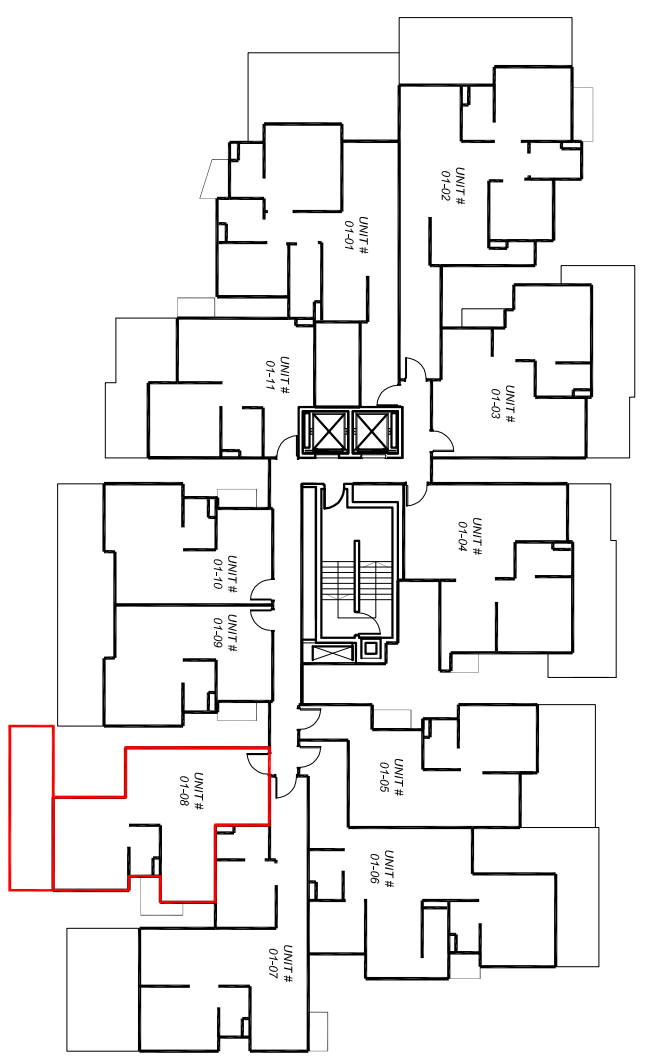 UNIT #
01-02
UNIT #
01-01
UNIT #
01-11
UNIT #
01-03
UNIT #
01-04
UNIT #
01-10
UNIT #
01-09
UNIT #
01-08
UNIT #
01-05
UNIT #
01-06
UNIT #
01-07